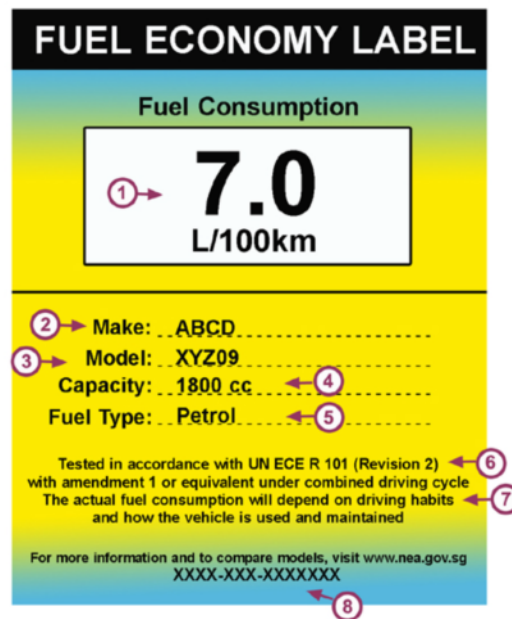 FUEL ECONOMY LABEL
Fuel Consumption
1
7.0
L/100km
2 Make: ABCD
3 Model: XYZ09
Capacity: 1800 cc 4
Fuel Type: Petrol 5
Tested in accordance with UN ECE R 101 (Revision 2) 6
with amendment 1 or equivalent under combined driving cycle
The actual fuel consumption will depend on driving habits 7
and how the vehicle is used and maintained
For more information and to compare models, visit www.nea.gov.sg
XXXX-XXX-XXXXXXX
8